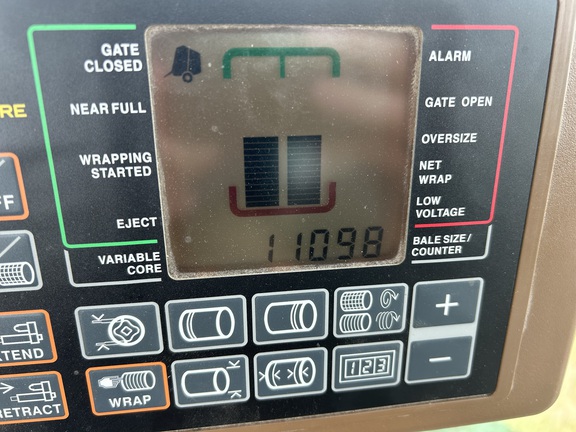 GATE
CLOSED
NEAR FULL
WRAPPING
STARTED
EJECT
VARIABLE
CORE
ALARM
GATE OPEN
OVERSIZE
NET
WRAP
LOW
VOLTAGE
BALE SIZE/
COUNTER
11098
RE
FF
XTEND
RETRACT
WRAP
123
+
-